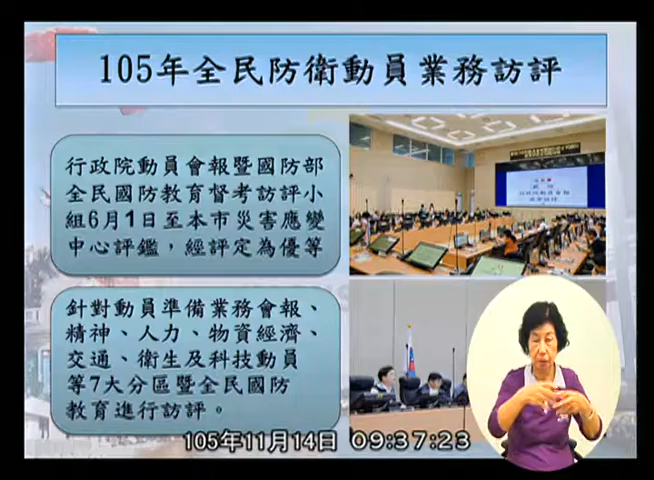 105年全民防衛動員業務訪評
行政院動員會報暨國防部
全民國防教育督考訪評小
組6月1日至本市災害應變
中心評鑑，經評定為優等
針對動員準備業務會報、
精神、人力、物資經濟、
交通、衛生及科技動員
等7大分區暨全民國防
教育進行訪評。
105年11月14日 09:37:23